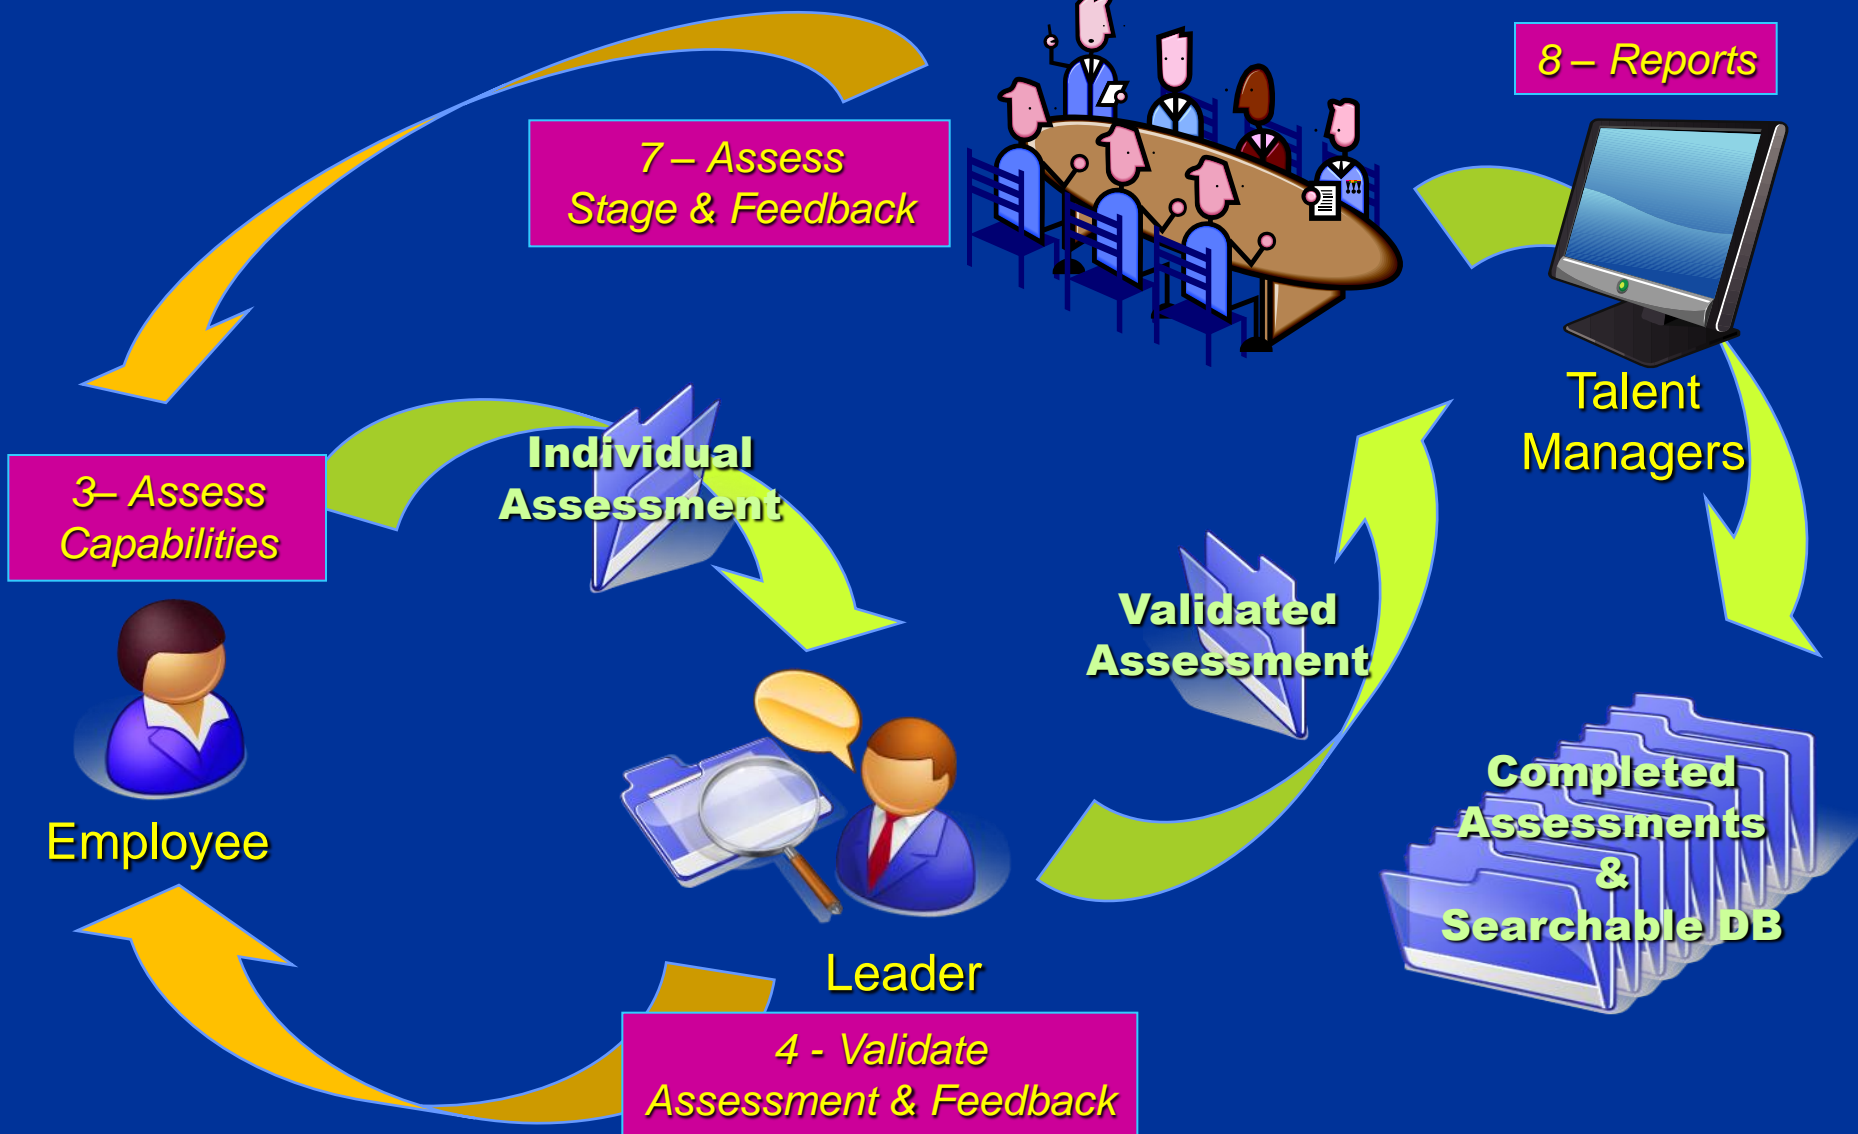 8 – Reports
7 – Assess
Stage & Feedback
Talent
Managers
Individual
Assessment
3– Assess
Capabilities
Validated
Assessment
Completed
Assessments
&
Searchable DB
Employee
Leader
4 - Validate
Assessment & Feedback